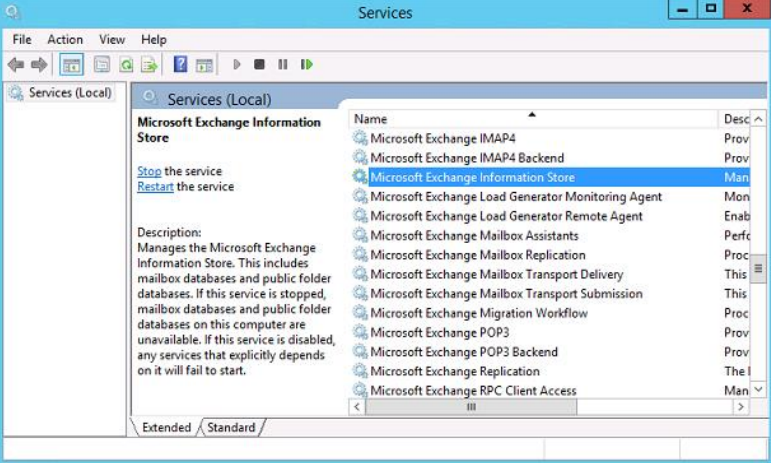 Services
File Action View Help
Services (Local)
Services (Local)
Microsoft Exchange Information
Store
Stop the service
Restart the service
Description:
Manages the Microsoft Exchange
Information Store. This includes
mailbox databases and public folder
databases. If this service is stopped,
mailbox databases and public folder
databases on this computer are
unavailable. If this service is disabled,
any services that explicitly depends
on it will fail to start.
Name Desc
Microsoft Exchange IMAP4 Prov
Microsoft Exchange IMAP4 Backend Prov
Microsoft Exchange Information Store Man
Microsoft Exchange Load Generator Monitoring Agent Mon
Microsoft Exchange Load Generator Remote Agent Enab
Microsoft Exchange Mailbox Assistants Perfo
Microsoft Exchange Mailbox Replication Proc
Microsoft Exchange Mailbox Transport Delivery This
Microsoft Exchange Mailbox Transport Submission This
Microsoft Exchange Migration Workflow Proc
Microsoft Exchange POP3 Prov
Microsoft Exchange POP3 Backend Prov
Microsoft Exchange Replication The
Microsoft Exchange RPC Client Access Man
Extended Standard